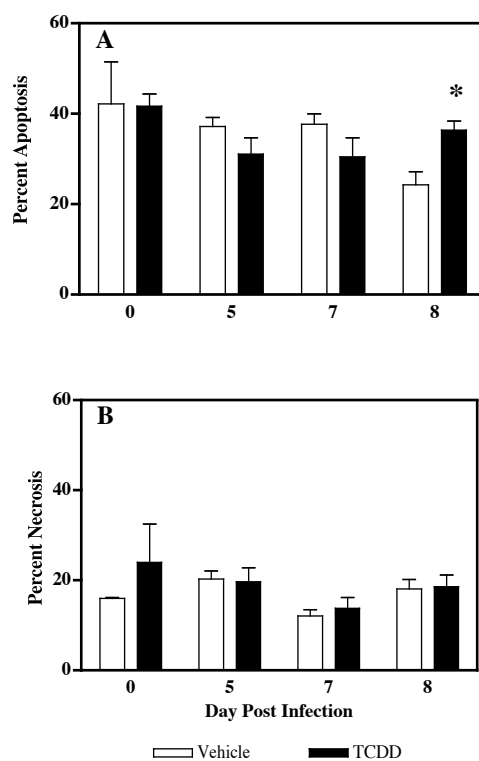 A
Percent Apoptosis
60
40
20
0
*
0 5 7 8
B
Percent Necrosis
60
40
20
0
0 5 7 8
Day Post Infection
Vehicle TCDD